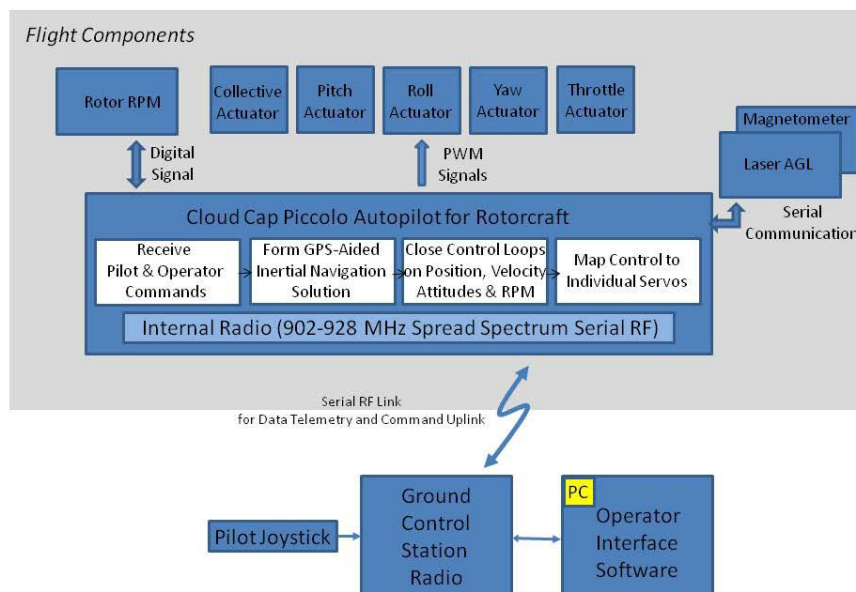 Flight Components
Rotor RPM
Collective
Actuator
Pitch
Actuator
Roll
Actuator
Yaw
Actuator
Throttle
Actuator
Magnetometer
Laser AGL
Digital
Signal
PWM
Signals
Serial
Communication
Cloud Cap Piccolo Autopilot for Rotorcraft
Receive
Pilot & Operator
Commands
Form GPS-Aided
Inertial Navigation
Solution
Close Control Loops
on Position, Velocity
Attitudes & RPM
Map Control to
Individual Servos
Internal Radio (902-928 MHz Spread Spectrum Serial RF)
Serial RF Link
for Data Telemetry and Command Uplink
Pilot Joystick
Ground
Control
Station
Radio
PC
Operator
Interface
Software